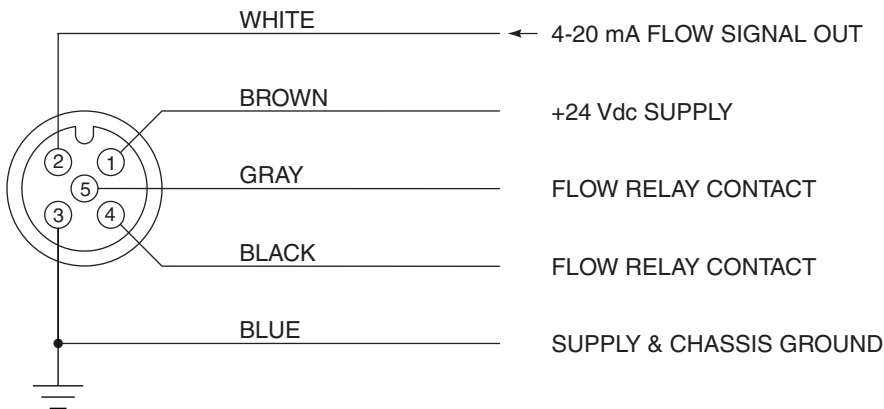 WHITE 4-20 mA FLOW SIGNAL OUT
BROWN +24 Vdc SUPPLY
2 1
GRAY FLOW RELAY CONTACT
5
3 4
BLACK FLOW RELAY CONTACT
BLUE SUPPLY & CHASSIS GROUND